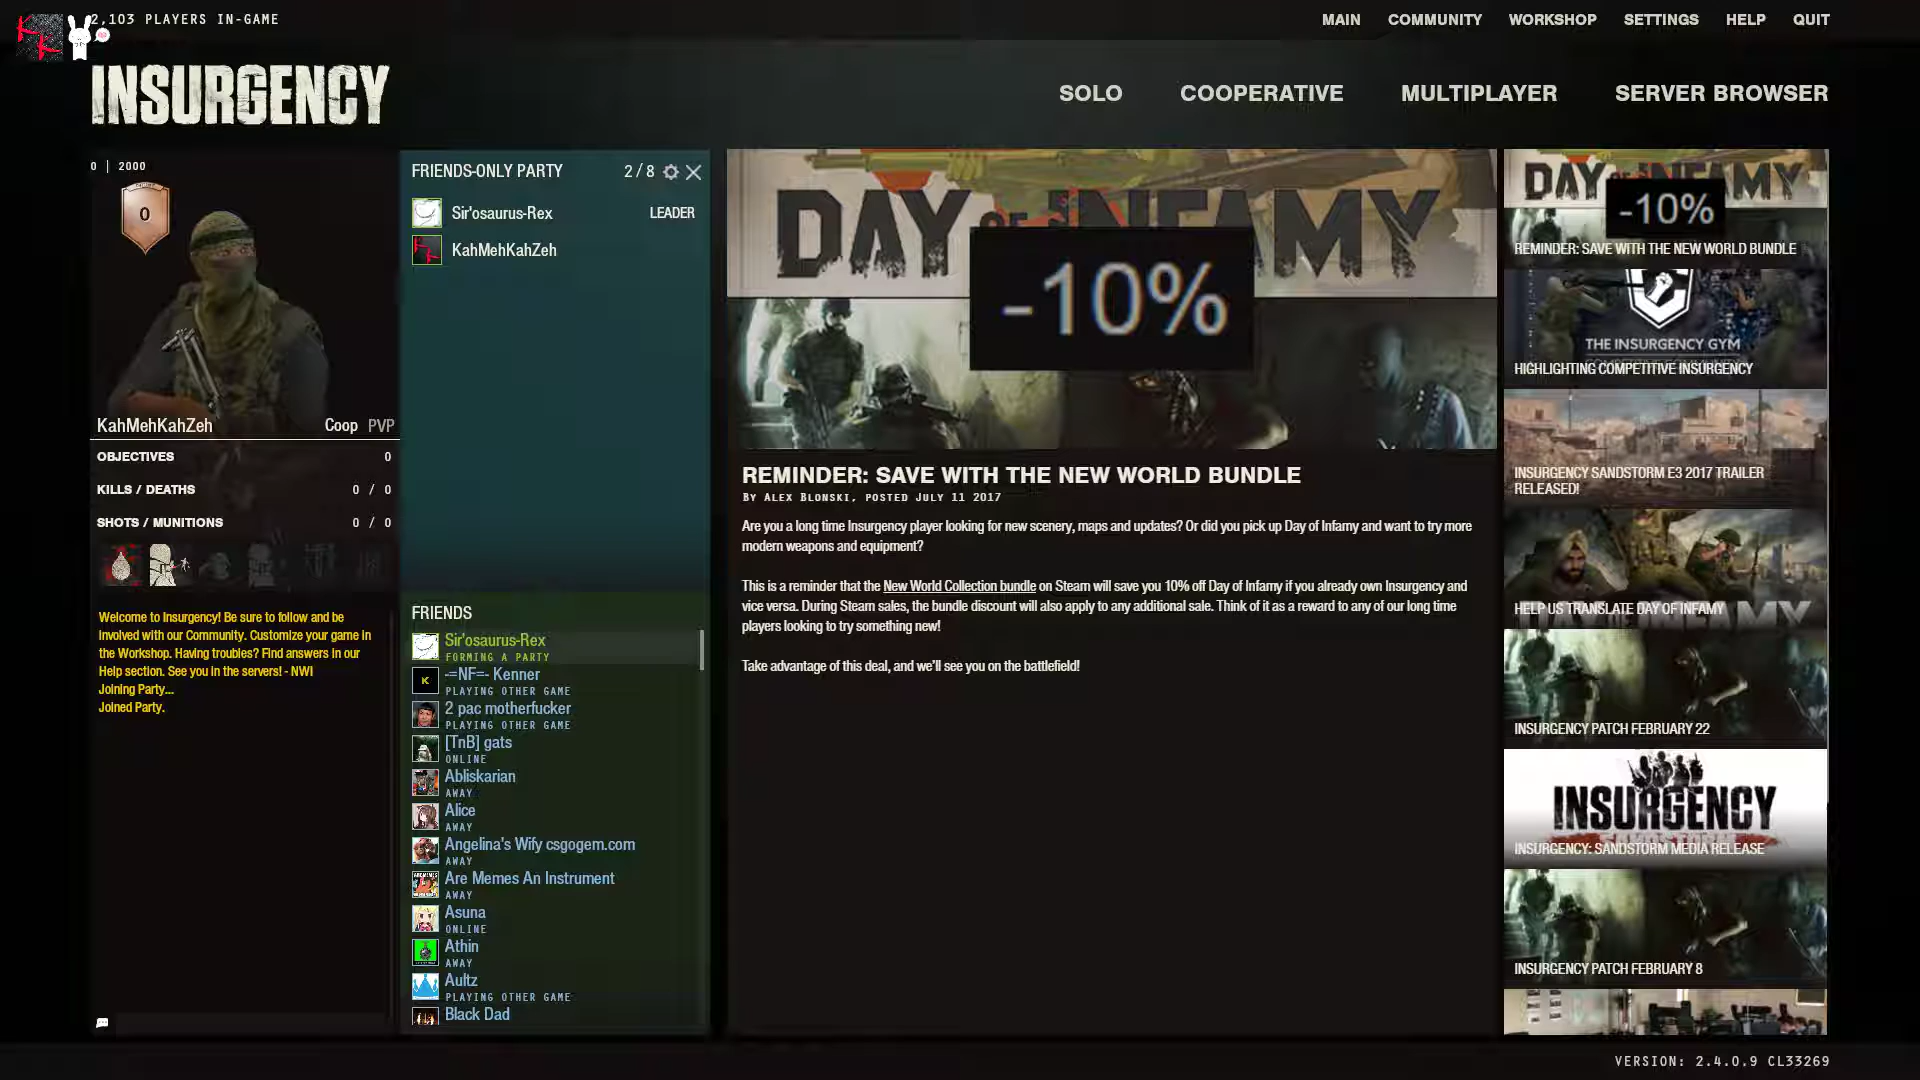 2,103 PLAYERS IN-GAME
MAIN COMMUNITY WORKSHOP SETTINGS HELP QUIT
INSURGENCY
SOLO COOPERATIVE MULTIPLAYER SERVER BROWSER
0 | 2000
0
KahMehKahZeh Coop PVP
OBJECTIVES 0
KILLS / DEATHS 0 / 0
SHOTS / MUNITIONS 0 / 0
Welcome to Insurgency! Be sure to follow and be
involved with our Community. Customize your game in
the Workshop. Having troubles? Find answers in our
Help section. See you in the servers! - NWI
Joining Party...
Joined Party.
FRIENDS-ONLY PARTY 2 / 8
Sir'osaurus-Rex LEADER
KahMehKahZeh
FRIENDS
Sir'osaurus-Rex
FORMING A PARTY
-=NF=- Kenner
PLAYING OTHER GAME
2 pac motherfucker
PLAYING OTHER GAME
[TnB] gats
ONLINE
Abliskarian
AWAY
Alice
AWAY
Angelina's Wify csgogem.com
AWAY
Are Memes An Instrument
AWAY
Asuna
ONLINE
Athin
AWAY
Aultz
PLAYING OTHER GAME
Black Dad
DAY OF INFAMY
-10%
REMINDER: SAVE WITH THE NEW WORLD BUNDLE
By Alex Blonski, posted July 11 2017
Are you a long time Insurgency player looking for new scenery, maps and updates? Or did you pick up Day of Infamy and want to try more
modern weapons and equipment?
This is a reminder that the New World Collection bundle on Steam will save you 10% off Day of Infamy if you already own Insurgency and
vice versa. During Steam sales, the bundle discount will also apply to any additional sale. Think of it as a reward to any of our long time
players looking to try something new!
Take advantage of this deal, and we'll see you on the battlefield!
DAY OF INFAMY
-10%
REMINDER: SAVE WITH THE NEW WORLD BUNDLE
THE INSURGENCY GYM
COMPETITIVE COMMUNITY
HIGHLIGHTING COMPETITIVE INSURGENCY
INSURGENCY SANDSTORM E3 2017 TRAILER
RELEASED!
HELP US TRANSLATE DAY OF INFAMY
INSURGENCY PATCH FEBRUARY 22
INSURGENCY
SANDSTORM
INSURGENCY: SANDSTORM MEDIA RELEASE
INSURGENCY PATCH FEBRUARY 8
VERSION: 2.4.0.9 CL33269